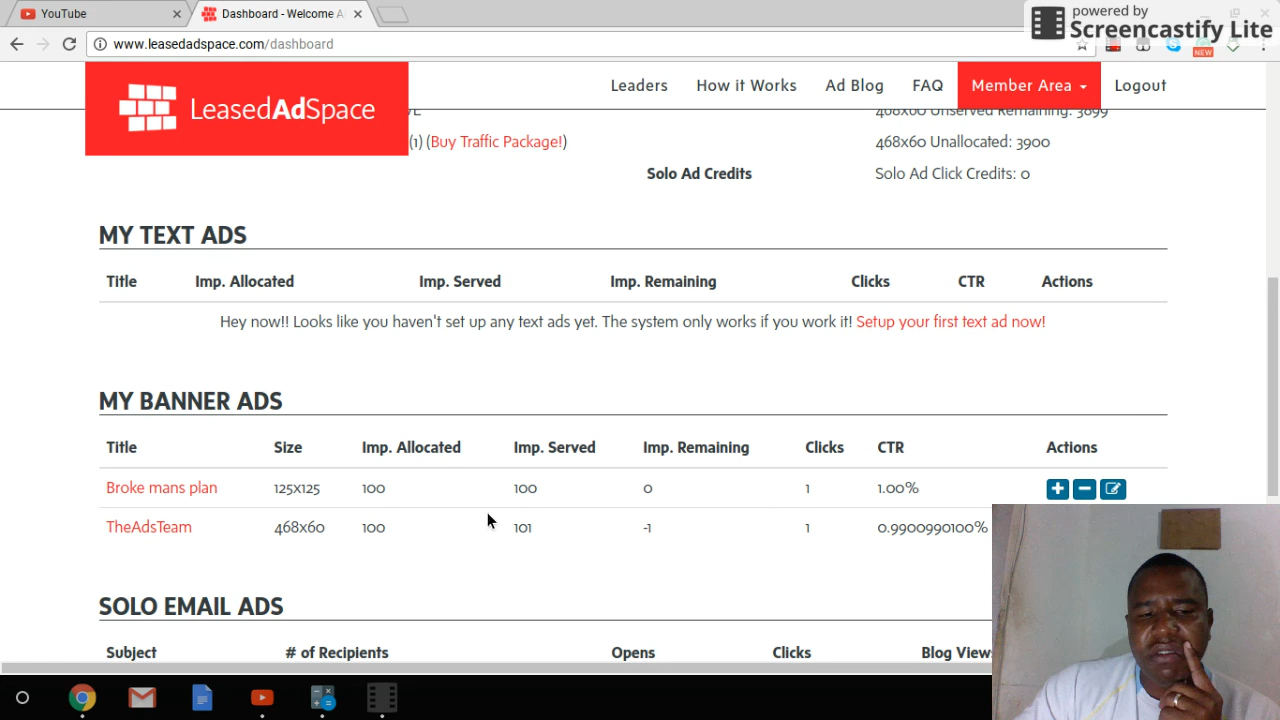 YouTube
Dashboard - Welcome A
powered by
Screencastify Lite
www.leasedadspace.com/dashboard
NEW
LeasedAdSpace
Leaders How it Works Ad Blog FAQ Member Area Logout
468x60 Unserved Remaining: 3899
(1) (Buy Traffic Package!) 468x60 Unallocated: 3900
Solo Ad Credits Solo Ad Click Credits: 0
MY TEXT ADS
Title Imp. Allocated Imp. Served Imp. Remaining Clicks CTR Actions
Hey now!! Looks like you haven't set up any text ads yet. The system only works if you work it! Setup your first text ad now!
MY BANNER ADS
Title Size Imp. Allocated Imp. Served Imp. Remaining Clicks CTR Actions
Broke mans plan 125x125 100 100 0 1 1.00%
TheAdsTeam 468x60 100 101 -1 1 0.9900990100%
SOLO EMAIL ADS
Subject # of Recipients Opens Clicks Blog Views